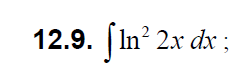 12.9. ∫ ln² 2x dx ;